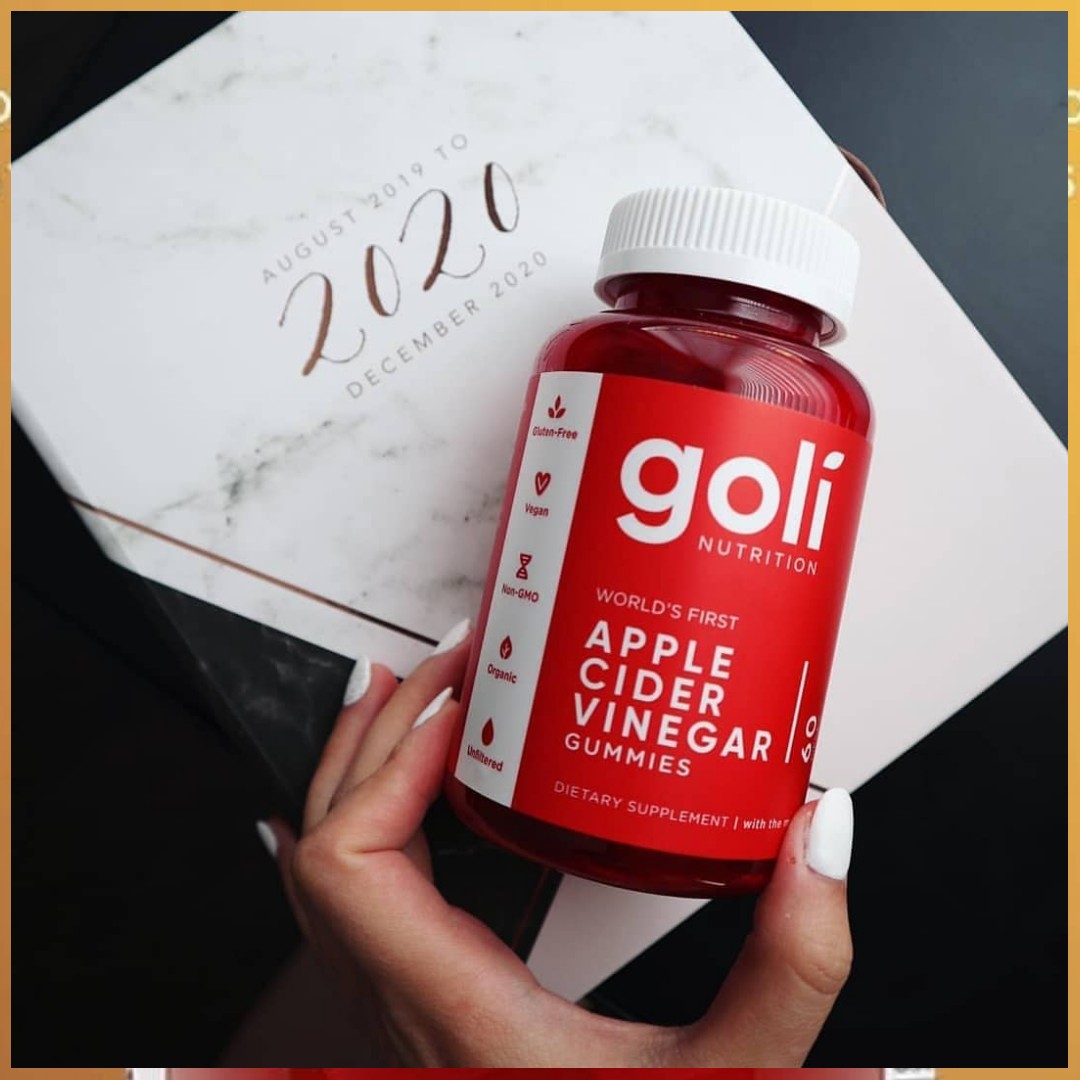 AUGUST 2019 TO
2020
DECEMBER 2020
Gluten-Free
Vegan
Non-GMO
Organic
Unfiltered
goli
NUTRITION
WORLD'S FIRST
APPLE
CIDER
VINEGAR
GUMMIES
60
DIETARY SUPPLEMENT | with the